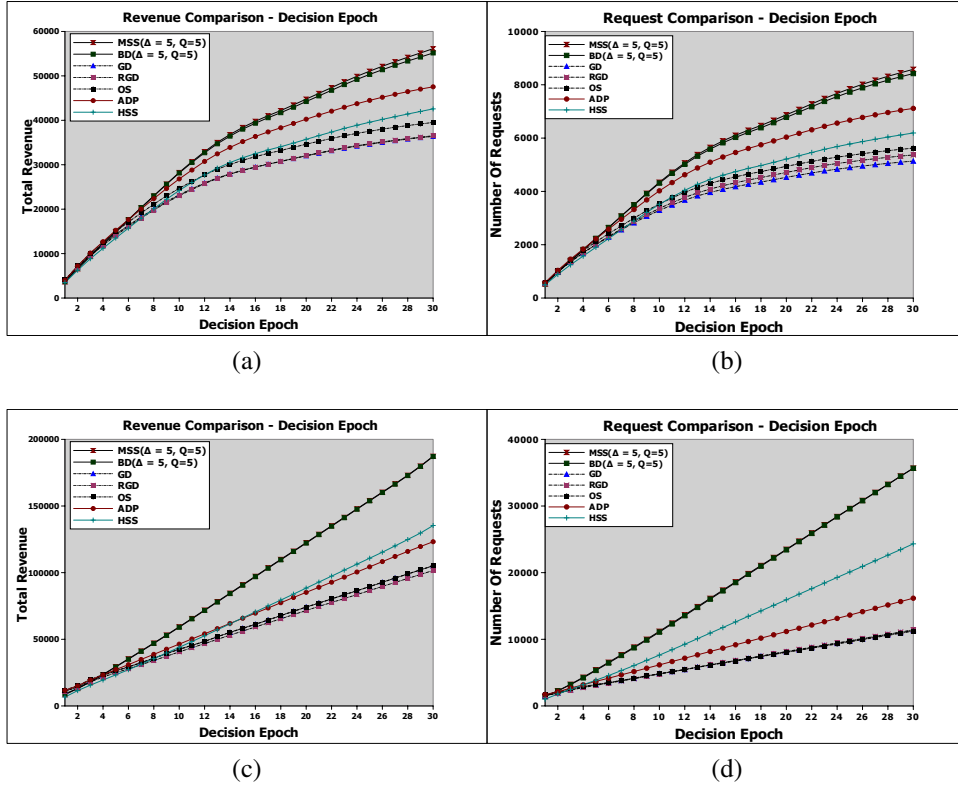 Revenue Comparison - Decision Epoch
60000
50000
40000
30000
20000
10000
0
Total Revenue
MSS(Δ = 5, Q=5)
BD(Δ = 5, Q=5)
GD
RGD
OS
ADP
HSS
2 4 6 8 10 12 14 16 18 20 22 24 26 28 30
Decision Epoch
(a)
Request Comparison - Decision Epoch
10000
8000
6000
4000
2000
0
Number Of Requests
MSS(Δ = 5, Q=5)
BD(Δ = 5, Q=5)
GD
RGD
OS
ADP
HSS
2 4 6 8 10 12 14 16 18 20 22 24 26 28 30
Decision Epoch
(b)
Revenue Comparison - Decision Epoch
200000
150000
100000
50000
0
Total Revenue
MSS(Δ = 5, Q=5)
BD(Δ = 5, Q=5)
GD
RGD
OS
ADP
HSS
2 4 6 8 10 12 14 16 18 20 22 24 26 28 30
Decision Epoch
(c)
Request Comparison - Decision Epoch
40000
30000
20000
10000
0
Number Of Requests
MSS(Δ = 5, Q=5)
BD(Δ = 5, Q=5)
GD
RGD
OS
ADP
HSS
2 4 6 8 10 12 14 16 18 20 22 24 26 28 30
Decision Epoch
(d)